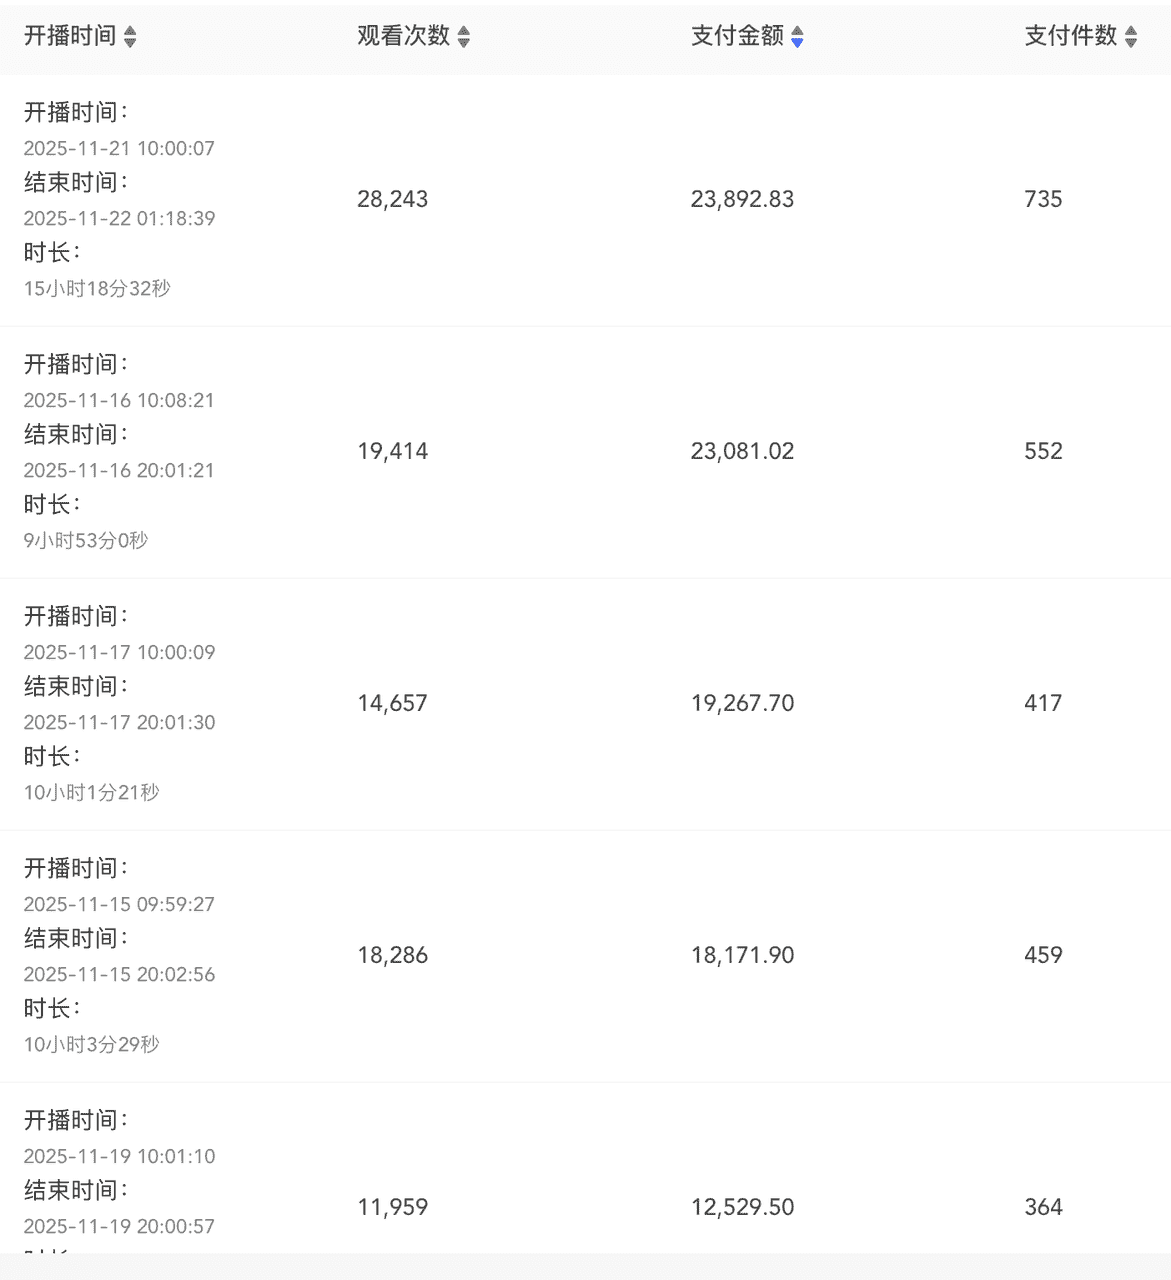 开播时间 观看次数 支付金额 支付件数
开播时间：
2025-11-21 10:00:07
结束时间：
28,243 23,892.83 735
2025-11-22 01:18:39
时长：
15小时18分32秒
开播时间：
2025-11-16 10:08:21
结束时间：
19,414 23,081.02 552
2025-11-16 20:01:21
时长：
9小时53分0秒
开播时间：
2025-11-17 10:00:09
结束时间：
14,657 19,267.70 417
2025-11-17 20:01:30
时长：
10小时1分21秒
开播时间：
2025-11-15 09:59:27
结束时间：
18,286 18,171.90 459
2025-11-15 20:02:56
时长：
10小时3分29秒
开播时间：
2025-11-19 10:01:10
结束时间：
11,959 12,529.50 364
2025-11-19 20:00:57